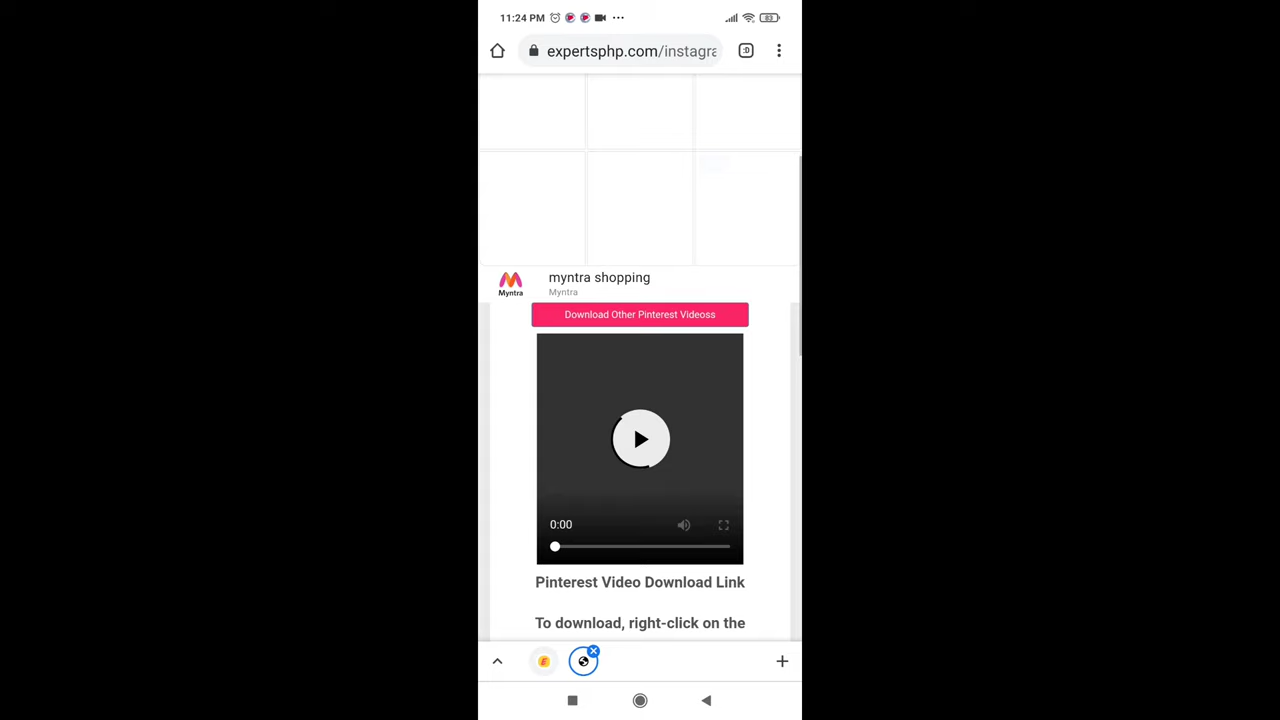 11:24 PM
83
expertsphp.com/instagra
:D
Myntra
myntra shopping
Myntra
Download Other Pinterest Videoss
0:00
Pinterest Video Download Link
To download, right-click on the